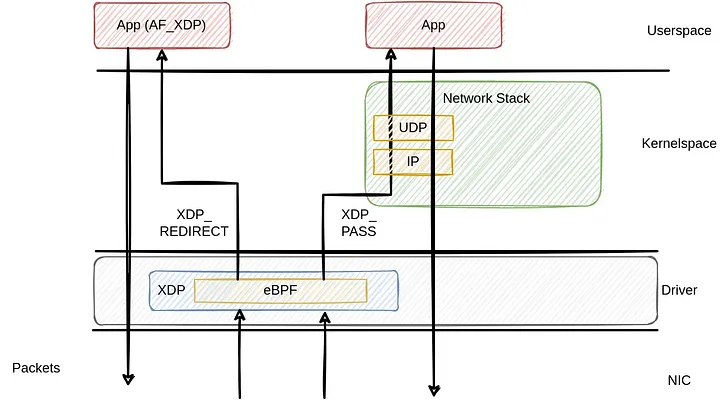 App (AF_XDP)
App
Userspace
Network Stack
UDP
IP
Kernelspace
XDP_
REDIRECT
XDP_
PASS
XDP
eBPF
Driver
Packets
NIC